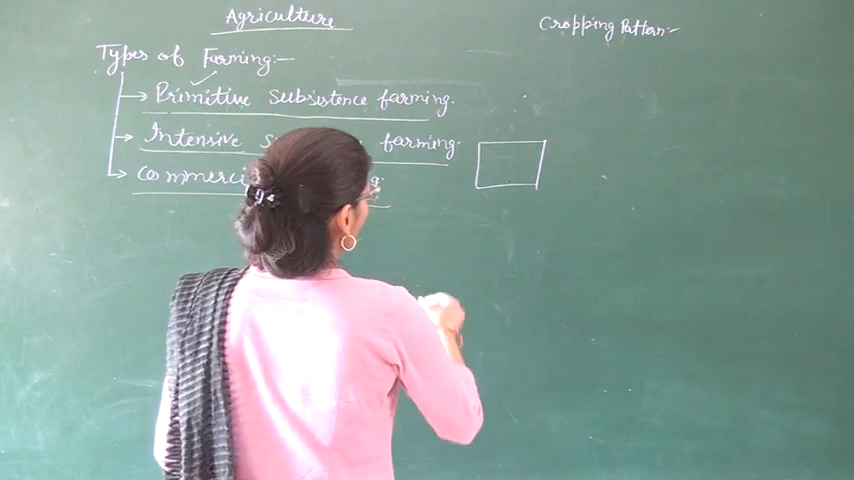 Agriculture
Cropping Pattern:-
Types of Farming:-
Primitive subsistence farming.
Intensive farming.